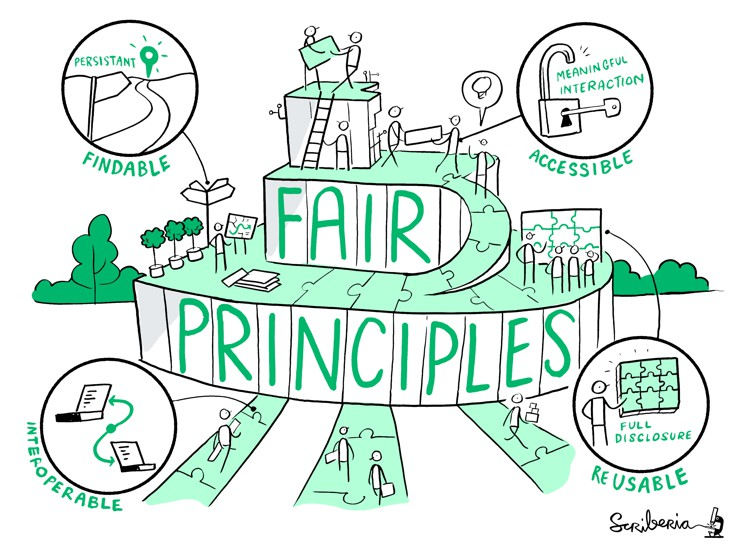 PERSISTANT
FINDABLE
MEANINGFUL
INTERACTION
ACCESSIBLE
FAIR
PRINCIPLES
INTEROPERABLE
FULL
DISCLOSURE
REUSABLE
Scriberia